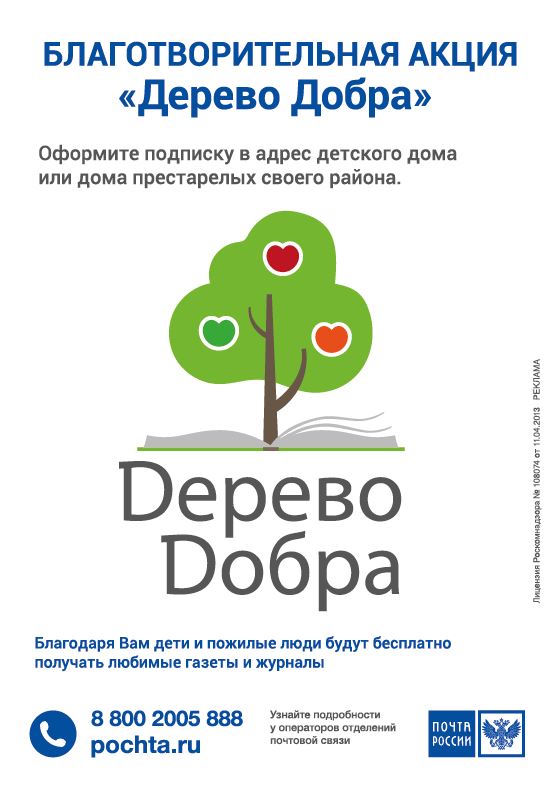 БЛАГОТВОРИТЕЛЬНАЯ АКЦИЯ
«Дерево Добра»
Оформите подписку в адрес детского дома
или дома престарелых своего района.
Дерево
Добра
Лицензия Роскомнадзора № 108074 от 11.04.2013 РЕКЛАМА
Благодаря Вам дети и пожилые люди будут бесплатно
получать любимые газеты и журналы
8 800 2005 888
pochta.ru
Узнайте подробности
у операторов отделений
почтовой связи
ПОЧТА
РОССИИ